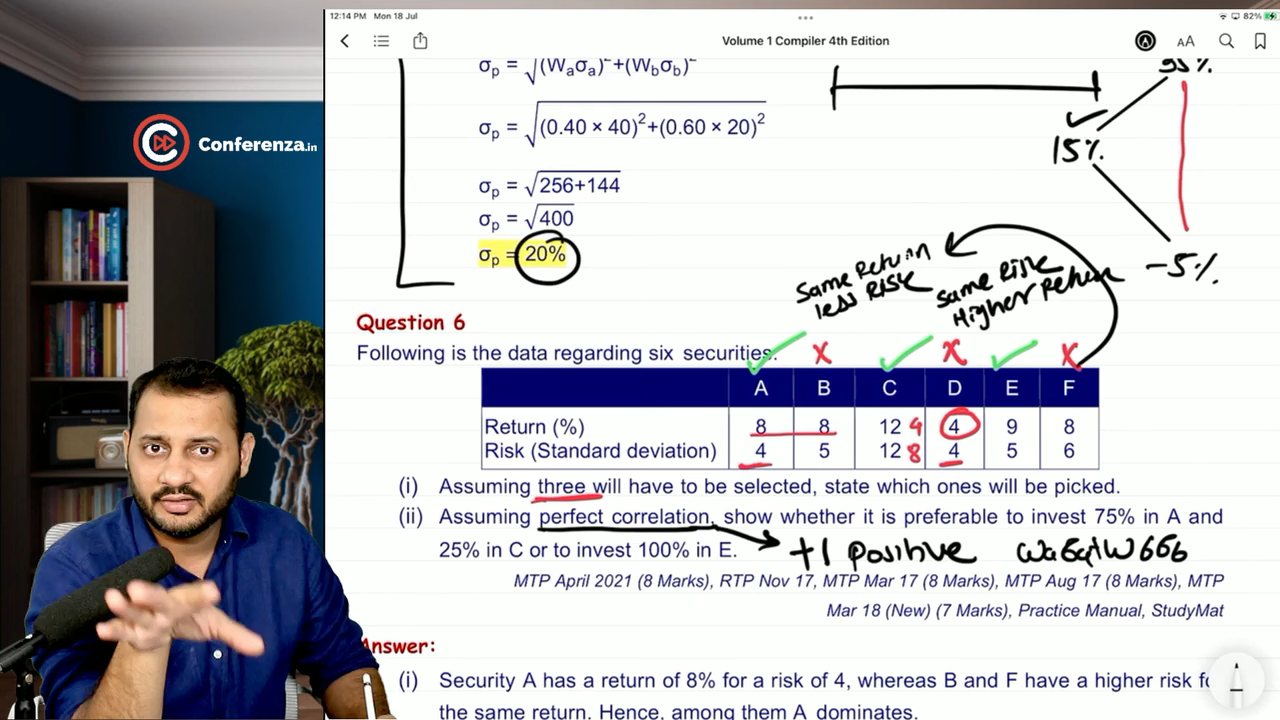 12:14 PM Mon 18 Jul
82%
Volume 1 Compiler 4th Edition
AA
Conferenza.in
σp = √(Waσa)²+(Wbσb)²
σp = √(0.40 × 40)²+(0.60 × 20)²
σp = √256+144
σp = √400
σp = 20%
15%
-5%
Same Return
less Risk
Same Risk
Higher Return
Question 6
Following is the data regarding six securities:
A B C D E F
Return (%) 8 8 12 9 4 9 8
Risk (Standard deviation) 4 5 12 8 4 5 6
(i) Assuming three will have to be selected, state which ones will be picked.
(ii) Assuming perfect correlation, show whether it is preferable to invest 75% in A and
25% in C or to invest 100% in E.
+1 positive
MTP April 2021 (8 Marks), RTP Nov 17, MTP Mar 17 (8 Marks), MTP Aug 17 (8 Marks), MTP
Mar 18 (New) (7 Marks), Practice Manual, StudyMat
Answer:
(i) Security A has a return of 8% for a risk of 4, whereas B and F have a higher risk
the same return. Hence, among them A dominates.